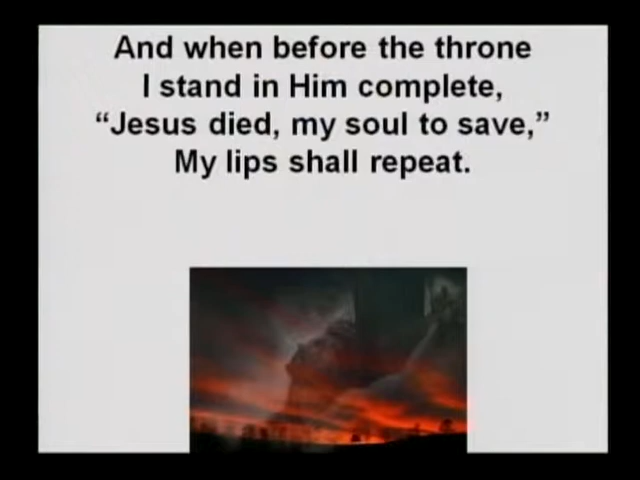 And when before the throne
I stand in Him complete,
“Jesus died, my soul to save,”
My lips shall repeat.